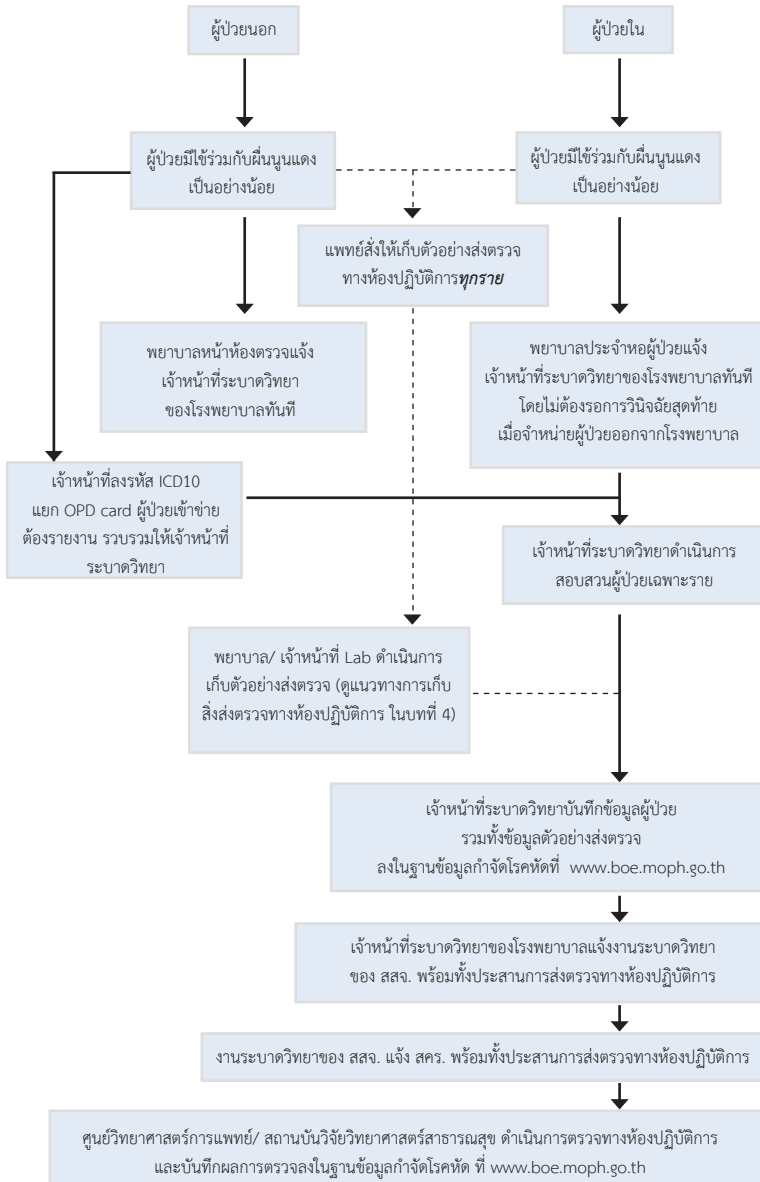 ผู้ป่วยนอก
ผู้ป่วยใน
ผู้ป่วยมีไข้ร่วมกับผื่นนูนแดง
เป็นอย่างน้อย
ผู้ป่วยมีไข้ร่วมกับผื่นนูนแดง
เป็นอย่างน้อย
แพทย์สั่งให้เก็บตัวอย่างส่งตรวจ
ทางห้องปฏิบัติการทุกราย
พยาบาลหน้าห้องตรวจแจ้ง
เจ้าหน้าที่ระบาดวิทยา
ของโรงพยาบาลทันที
พยาบาลประจำหอผู้ป่วยแจ้ง
เจ้าหน้าที่ระบาดวิทยาของโรงพยาบาลทันที
โดยไม่ต้องรอการวินิจฉัยสุดท้าย
เมื่อจำหน่ายผู้ป่วยออกจากโรงพยาบาล
เจ้าหน้าที่ลงรหัส ICD10
แยก OPD card ผู้ป่วยเข้าข่าย
ต้องรายงาน รวบรวมให้เจ้าหน้าที่
ระบาดวิทยา
เจ้าหน้าที่ระบาดวิทยาดำเนินการ
สอบสวนผู้ป่วยเฉพาะราย
พยาบาล/ เจ้าหน้าที่ Lab ดำเนินการ
เก็บตัวอย่างส่งตรวจ (ดูแนวทางการเก็บ
สิ่งส่งตรวจทางห้องปฏิบัติการ ในบทที่ 4)
เจ้าหน้าที่ระบาดวิทยาบันทึกข้อมูลผู้ป่วย
รวมทั้งข้อมูลตัวอย่างส่งตรวจ
ลงในฐานข้อมูลกำจัดโรคหัดที่ www.boe.moph.go.th
เจ้าหน้าที่ระบาดวิทยาของโรงพยาบาลแจ้งงานระบาดวิทยา
ของ สสจ. พร้อมทั้งประสานการส่งตรวจทางห้องปฏิบัติการ
งานระบาดวิทยาของ สสจ. แจ้ง สคร. พร้อมทั้งประสานการส่งตรวจทางห้องปฏิบัติการ
ศูนย์วิทยาศาสตร์การแพทย์/ สถาบันวิจัยวิทยาศาสตร์สาธารณสุข ดำเนินการตรวจทางห้องปฏิบัติการ
และบันทึกผลการตรวจลงในฐานข้อมูลกำจัดโรคหัด ที่ www.boe.moph.go.th